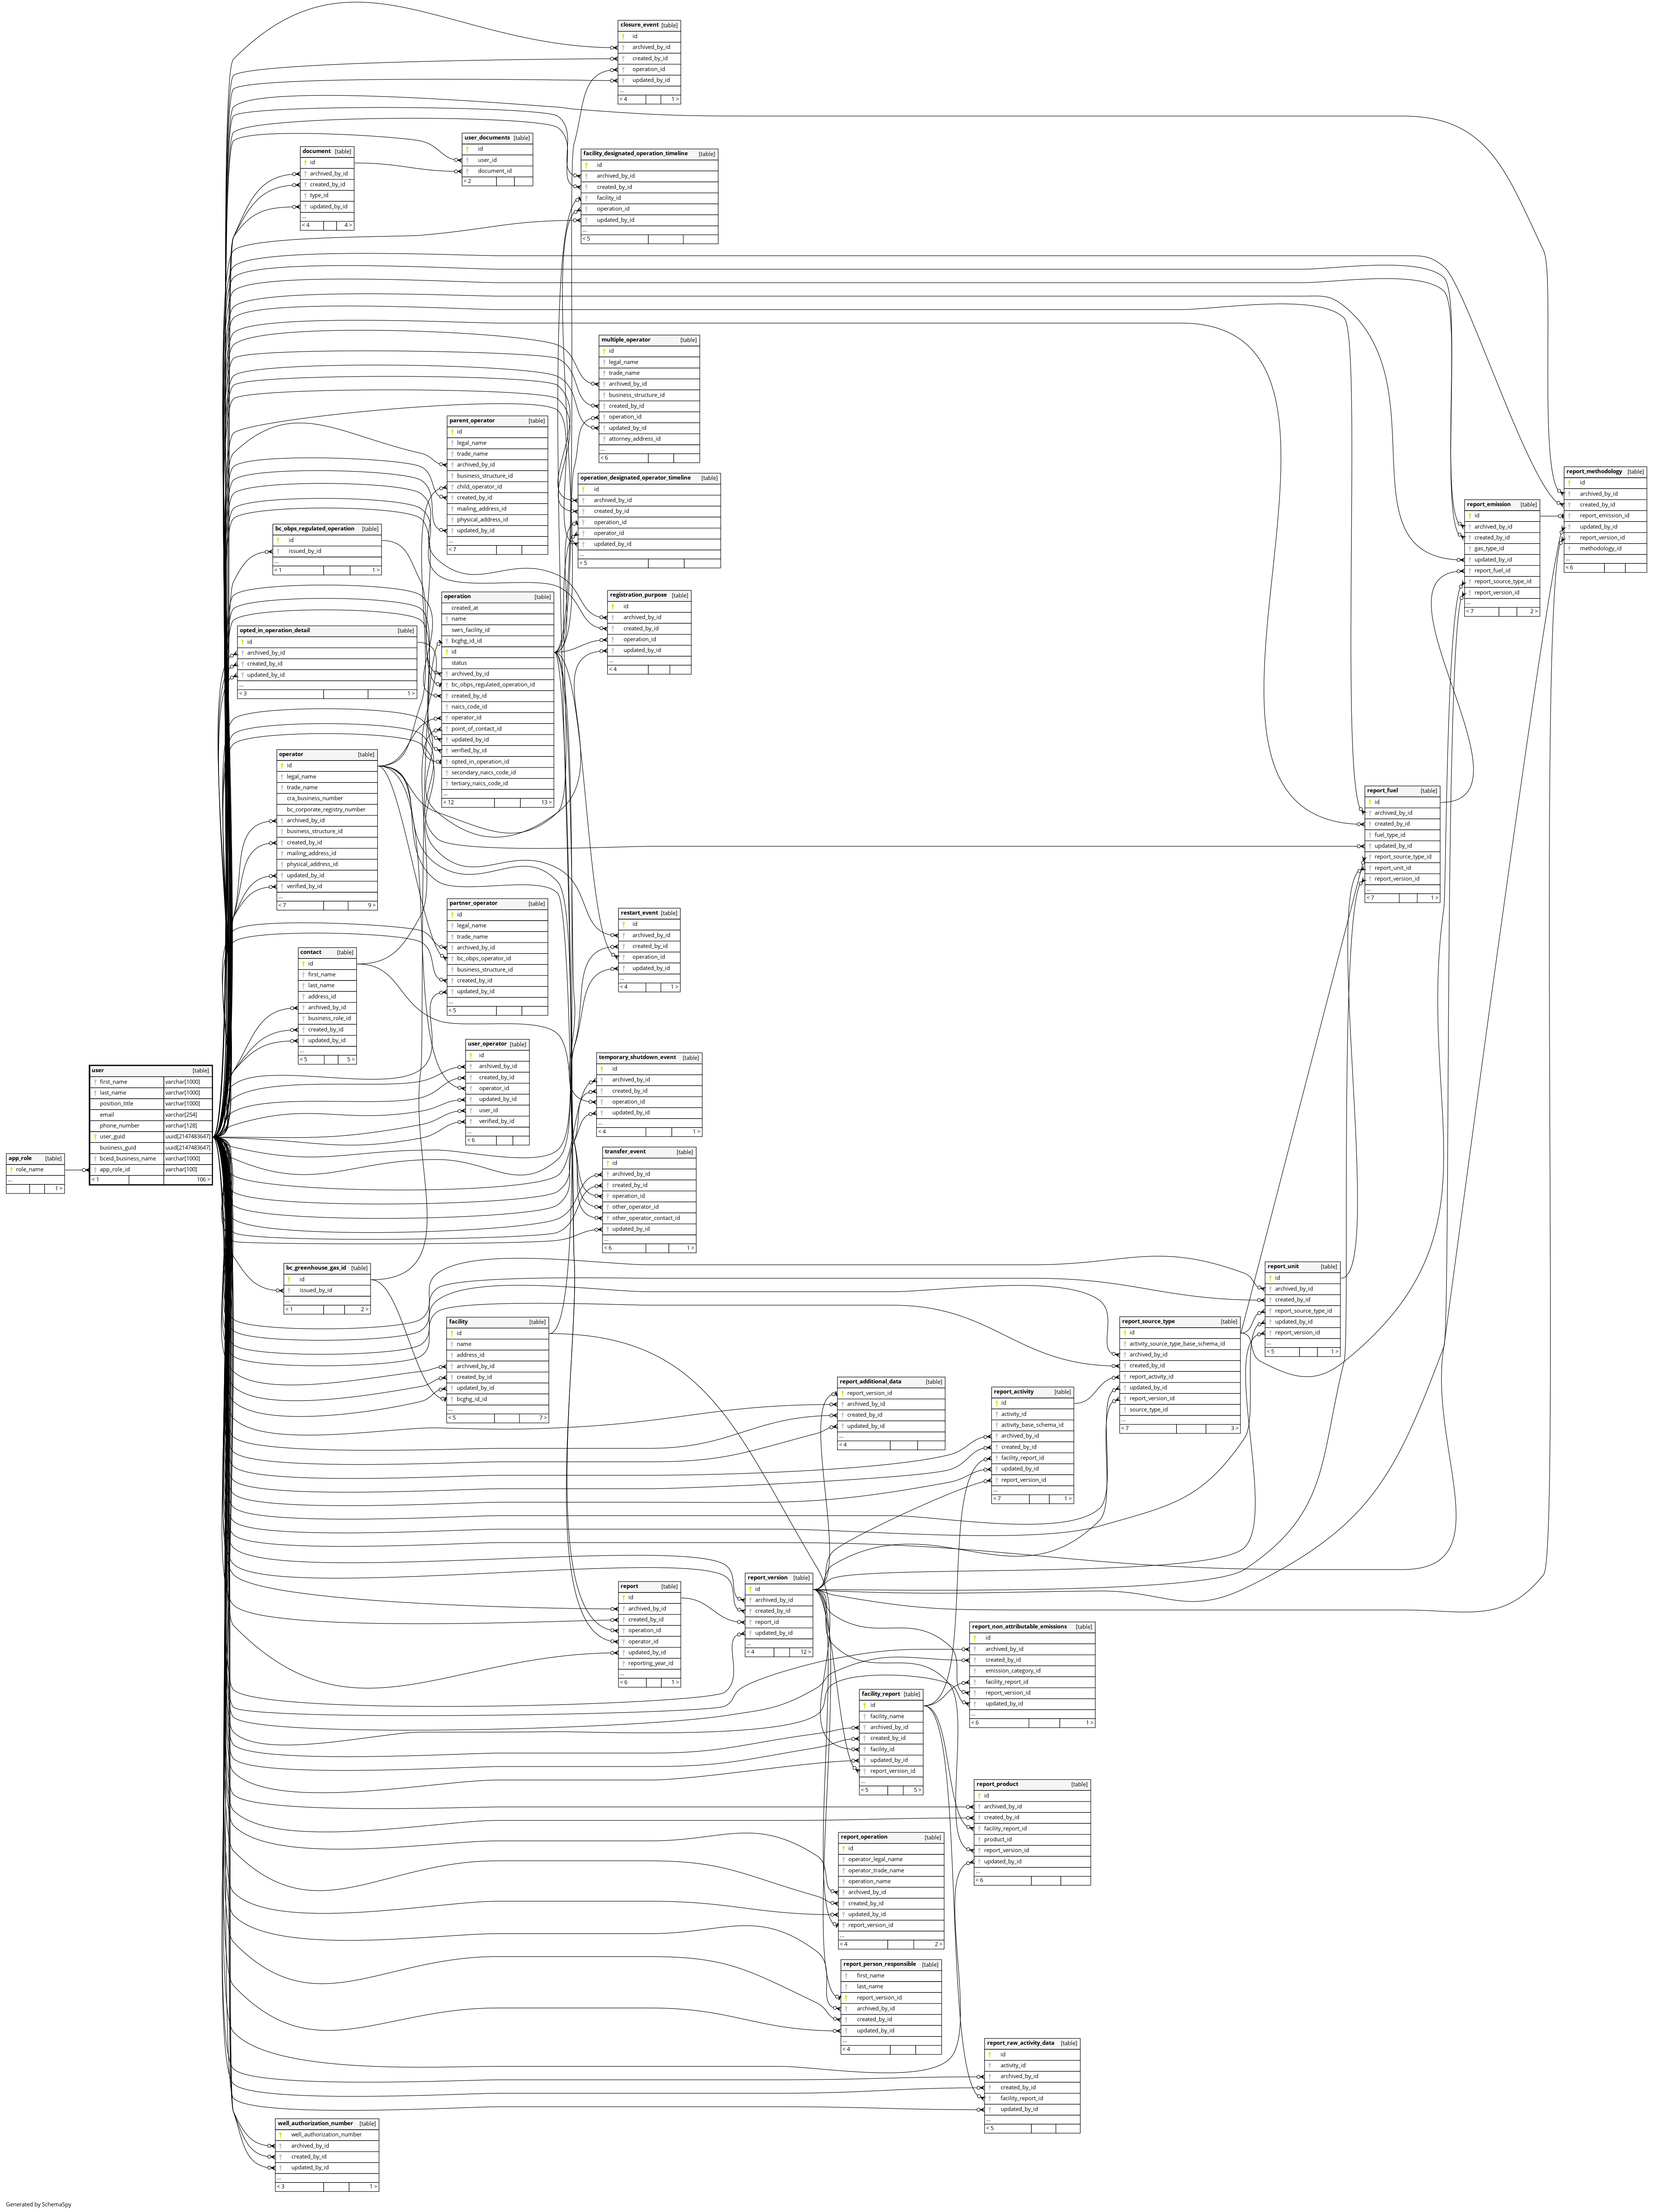 closure_event [table]
id
archived_by_id
created_by_id
operation_id
updated_by_id
...
< 4 1 >
user_documents [table]
id
user_id
document_id
< 2
document [table]
id
archived_by_id
created_by_id
type_id
updated_by_id
...
< 4 4 >
facility_designated_operation_timeline [table]
id
archived_by_id
created_by_id
facility_id
operation_id
updated_by_id
...
< 5
multiple_operator [table]
id
legal_name
trade_name
archived_by_id
business_structure_id
created_by_id
operation_id
updated_by_id
attorney_address_id
...
< 6
parent_operator [table]
id
legal_name
trade_name
archived_by_id
business_structure_id
child_operator_id
created_by_id
mailing_address_id
physical_address_id
updated_by_id
...
< 7
operation_designated_operator_timeline [table]
id
archived_by_id
created_by_id
operation_id
operator_id
updated_by_id
...
< 5
report_methodology [table]
id
archived_by_id
created_by_id
report_emission_id
updated_by_id
report_version_id
methodology_id
...
< 6
report_emission [table]
id
archived_by_id
created_by_id
gas_type_id
updated_by_id
report_fuel_id
report_source_type_id
report_version_id
...
< 7 2 >
bc_obps_regulated_operation [table]
id
issued_by_id
...
< 1 1 >
operation [table]
created_at
name
swrs_facility_id
bcghg_id_id
id
status
archived_by_id
bc_obps_regulated_operation_id
created_by_id
naics_code_id
operator_id
point_of_contact_id
updated_by_id
verified_by_id
opted_in_operation_id
secondary_naics_code_id
tertiary_naics_code_id
...
< 12 13 >
registration_purpose [table]
id
archived_by_id
created_by_id
operation_id
updated_by_id
...
< 4
opted_in_operation_detail [table]
id
archived_by_id
created_by_id
updated_by_id
...
< 3 1 >
operator [table]
id
legal_name
trade_name
cra_business_number
bc_corporate_registry_number
archived_by_id
business_structure_id
created_by_id
mailing_address_id
physical_address_id
updated_by_id
verified_by_id
...
< 7 9 >
report_fuel [table]
id
archived_by_id
created_by_id
fuel_type_id
updated_by_id
report_source_type_id
report_unit_id
report_version_id
...
< 7 1 >
partner_operator [table]
id
legal_name
trade_name
archived_by_id
bc_obps_operator_id
business_structure_id
created_by_id
updated_by_id
...
< 5
restart_event [table]
id
archived_by_id
created_by_id
operation_id
updated_by_id
...
< 4 1 >
contact [table]
id
first_name
last_name
address_id
archived_by_id
business_role_id
created_by_id
updated_by_id
...
< 5 5 >
user_operator [table]
id
archived_by_id
created_by_id
operator_id
updated_by_id
user_id
verified_by_id
...
< 6
temporary_shutdown_event [table]
id
archived_by_id
created_by_id
operation_id
updated_by_id
...
< 4 1 >
user [table]
first_name varchar[1000]
last_name varchar[1000]
position_title varchar[1000]
email varchar[254]
phone_number varchar[128]
user_guid uuid[2147483647]
business_guid uuid[2147483647]
bceid_business_name varchar[1000]
app_role_id varchar[100]
< 1 106 >
app_role [table]
role_name
...
1 >
transfer_event [table]
id
archived_by_id
created_by_id
operation_id
other_operator_id
other_operator_contact_id
updated_by_id
...
< 6 1 >
bc_greenhouse_gas_id [table]
id
issued_by_id
...
< 1 2 >
report_unit [table]
id
archived_by_id
created_by_id
report_source_type_id
updated_by_id
report_version_id
...
< 5 1 >
facility [table]
id
name
address_id
archived_by_id
created_by_id
updated_by_id
bcghg_id_id
...
< 5 7 >
report_source_type [table]
id
activity_source_type_base_schema_id
archived_by_id
created_by_id
report_activity_id
updated_by_id
report_version_id
source_type_id
...
< 7 3 >
report_additional_data [table]
report_version_id
archived_by_id
created_by_id
updated_by_id
...
< 4
report_activity [table]
id
activity_id
activity_base_schema_id
archived_by_id
created_by_id
facility_report_id
updated_by_id
report_version_id
...
< 7 1 >
report_version [table]
id
archived_by_id
created_by_id
report_id
updated_by_id
...
< 4 12 >
report [table]
id
archived_by_id
created_by_id
operation_id
operator_id
updated_by_id
reporting_year_id
...
< 6 1 >
report_non_attributable_emissions [table]
id
archived_by_id
created_by_id
emission_category_id
facility_report_id
report_version_id
updated_by_id
...
< 6 1 >
facility_report [table]
id
facility_name
archived_by_id
created_by_id
facility_id
updated_by_id
report_version_id
...
< 5 5 >
report_product [table]
id
archived_by_id
created_by_id
facility_report_id
product_id
report_version_id
updated_by_id
...
< 6
report_operation [table]
id
operator_legal_name
operator_trade_name
operation_name
archived_by_id
created_by_id
updated_by_id
report_version_id
...
< 4 2 >
report_person_responsible [table]
first_name
last_name
report_version_id
archived_by_id
created_by_id
updated_by_id
...
< 4
report_raw_activity_data [table]
id
activity_id
archived_by_id
created_by_id
facility_report_id
updated_by_id
...
< 5
well_authorization_number [table]
well_authorization_number
archived_by_id
created_by_id
updated_by_id
...
< 3 1 >
Generated by SchemaSpy